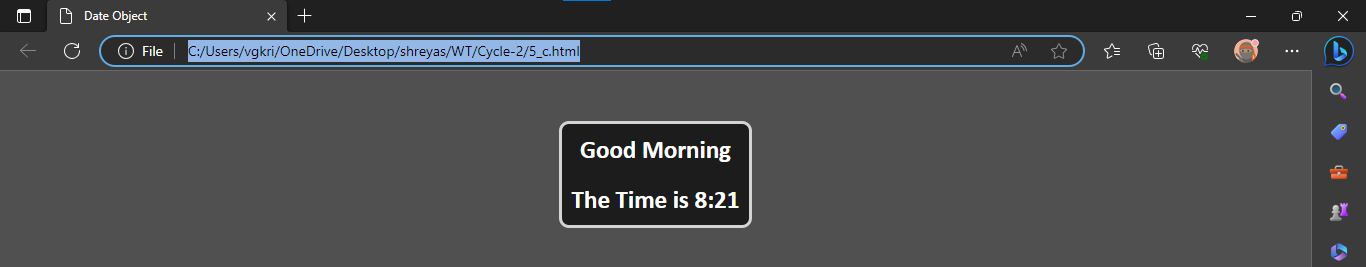 Date Object
File
C:/Users/vgkri/OneDrive/Desktop/shreyas/WT/Cycle-2/5_c.html
Good Morning
The Time is 8:21